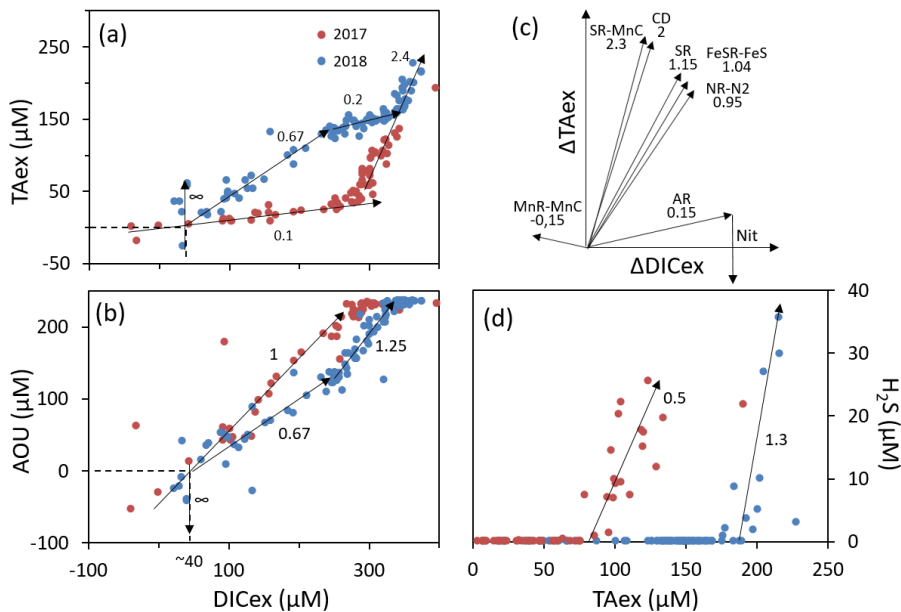 (a)
2017
2018
250
150
50
-50
TAex (μM)
2.4
0.2
0.67
∞
0.1
(c)
SR-MnC
2.3
CD
2
SR
1.15
FeSR-FeS
1.04
NR-N2
0.95
MnR-MnC
-0,15
AR
0.15
Nit
ΔTAex
ΔDICex
(b)
200
100
0
-100
AOU (μM)
1
1.25
0.67
∞
~40
-100
100
300
DICex (μM)
(d)
40
30
20
10
0
H2S (μM)
0.5
1.3
0
50
100
150
200
250
TAex (μM)